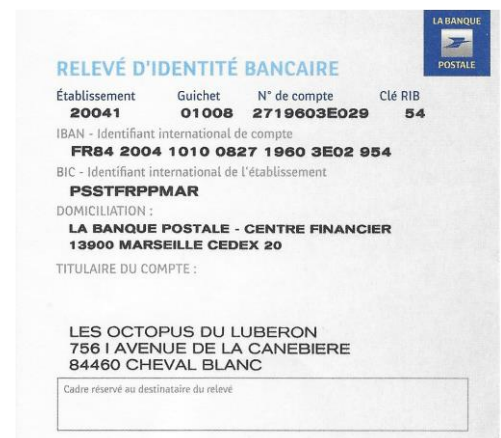 LA BANQUE
POSTALE
RELEVÉ D'IDENTITÉ BANCAIRE
Établissement Guichet N° de compte Clé RIB
20041 01008 2719603E029 54
IBAN - Identifiant international de compte
FR84 2004 1010 0827 1960 3E02 954
BIC - Identifiant international de l'établissement
PSSTFRPPMAR
DOMICILIATION :
LA BANQUE POSTALE - CENTRE FINANCIER
13900 MARSEILLE CEDEX 20
TITULAIRE DU COMPTE :
LES OCTOPUS DU LUBERON
756 I AVENUE DE LA CANEBIERE
84460 CHEVAL BLANC
Cadre réservé au destinataire du relevé